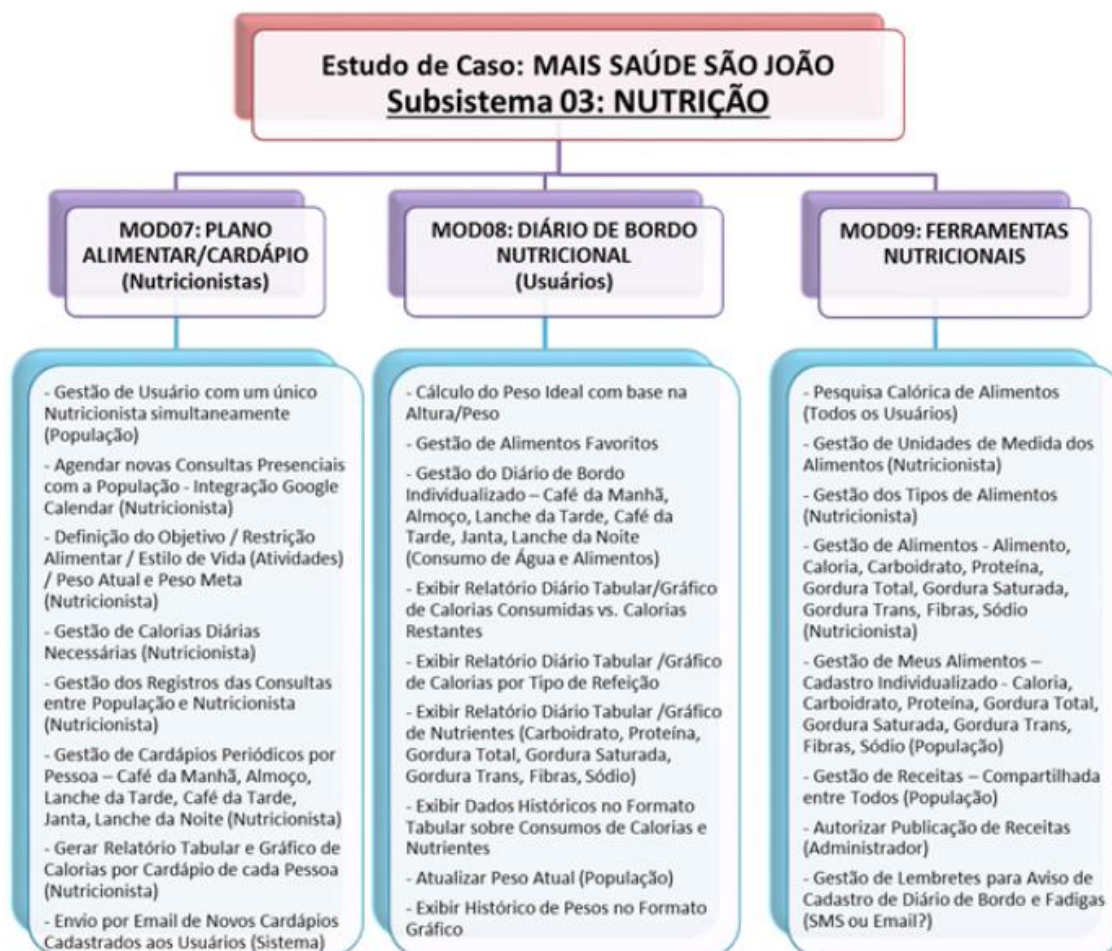 Estudo de Caso: MAIS SAÚDE SÃO JOÃO
Subsistema 03: NUTRIÇÃO
MOD07: PLANO
ALIMENTAR/CARDÁPIO
(Nutricionistas)
- Gestão de Usuário com um único
Nutricionista simultaneamente
(População)
- Agendar novas Consultas Presenciais
com a População - Integração Google
Calendar (Nutricionista)
- Definição do Objetivo / Restrição
Alimentar / Estilo de Vida (Atividades)
/ Peso Atual e Peso Meta
(Nutricionista)
- Gestão de Calorias Diárias
Necessárias (Nutricionista)
- Gestão dos Registros das Consultas
entre População e Nutricionista
(Nutricionista)
- Gestão de Cardápios Periódicos por
Pessoa – Café da Manhã, Almoço,
Lanche da Tarde, Café da Tarde,
Janta, Lanche da Noite (Nutricionista)
- Gerar Relatório Tabular e Gráfico de
Calorias por Cardápio de cada Pessoa
(Nutricionista)
- Envio por Email de Novos Cardápios
Cadastrados aos Usuários (Sistema)
MOD08: DIÁRIO DE BORDO
NUTRICIONAL
(Usuários)
- Cálculo do Peso Ideal com base na
Altura/Peso
- Gestão de Alimentos Favoritos
- Gestão do Diário de Bordo
Individualizado – Café da Manhã,
Almoço, Lanche da Tarde, Café da
Tarde, Janta, Lanche da Noite
(Consumo de Água e Alimentos)
- Exibir Relatório Diário Tabular/Gráfico
de Calorias Consumidas vs. Calorias
Restantes
- Exibir Relatório Diário Tabular /Gráfico
de Calorias por Tipo de Refeição
- Exibir Relatório Diário Tabular /Gráfico
de Nutrientes (Carboidrato, Proteína,
Gordura Total, Gordura Saturada,
Gordura Trans, Fibras, Sódio)
- Exibir Dados Históricos no Formato
Tabular sobre Consumos de Calorias e
Nutrientes
- Atualizar Peso Atual (População)
- Exibir Histórico de Pesos no Formato
Gráfico
MOD09: FERRAMENTAS
NUTRICIONAIS
- Pesquisa Calórica de Alimentos
(Todos os Usuários)
- Gestão de Unidades de Medida dos
Alimentos (Nutricionista)
- Gestão dos Tipos de Alimentos
(Nutricionista)
- Gestão de Alimentos - Alimento,
Caloria, Carboidrato, Proteína,
Gordura Total, Gordura Saturada,
Gordura Trans, Fibras, Sódio
(Nutricionista)
- Gestão de Meus Alimentos –
Cadastro Individualizado - Caloria,
Carboidrato, Proteína, Gordura Total,
Gordura Saturada, Gordura Trans,
Fibras, Sódio (População)
- Gestão de Receitas – Compartilhada
entre Todos (População)
- Autorizar Publicação de Receitas
(Administrador)
- Gestão de Lembretes para Aviso de
Cadastro de Diário de Bordo e Fadigas
(SMS ou Email?)